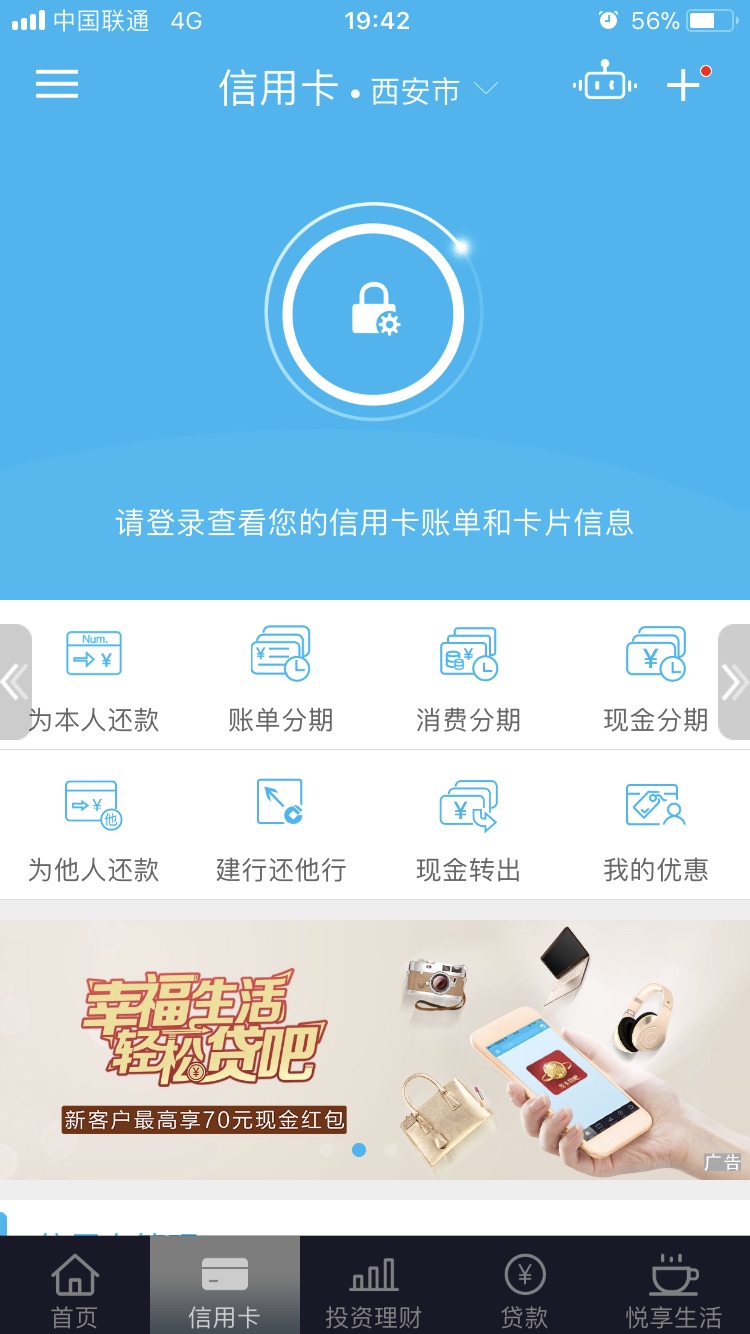 中国联通 4G 19:42 56%
信用卡•西安市
请登录查看您的信用卡账单和卡片信息
Num.
为本人还款 账单分期 消费分期 现金分期
他
为他人还款 建行还他行 现金转出 我的优惠
幸福生活
轻松贷吧
新客户最高享70元现金红包
广告
首页 信用卡 投资理财 贷款 悦享生活